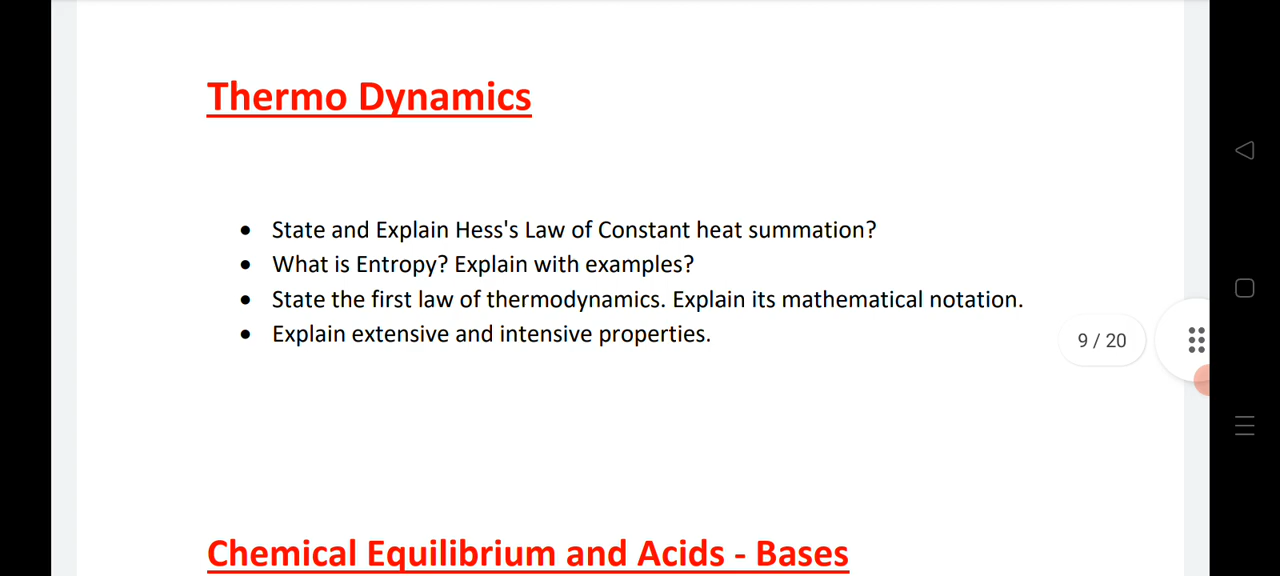 Thermo Dynamics
● State and Explain Hess's Law of Constant heat summation?
● What is Entropy? Explain with examples?
● State the first law of thermodynamics. Explain its mathematical notation.
● Explain extensive and intensive properties.
9 / 20
Chemical Equilibrium and Acids - Bases